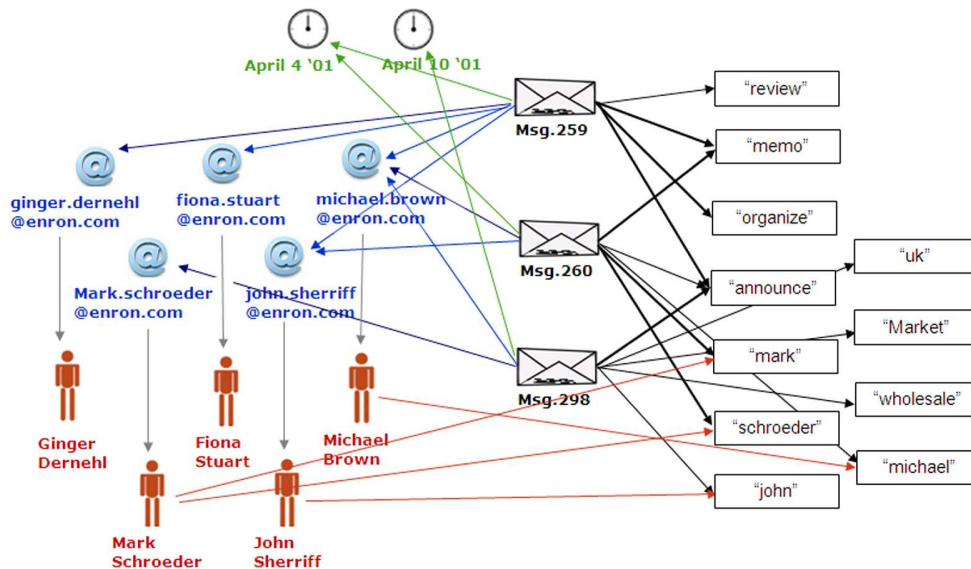 April 4 ‘01
April 10 ‘01
Msg.259
“review”
“memo”
ginger.dernehl
@enron.com
fiona.stuart
@enron.com
michael.brown
@enron.com
“organize”
“uk”
Msg.260
Mark.schroeder
@enron.com
john.sherriff
@enron.com
“announce”
“Market”
“mark”
Msg.298
“wholesale”
“schroeder”
Ginger
Dernehl
Fiona
Stuart
Michael
Brown
“michael”
“john”
Mark
Schroeder
John
Sherriff